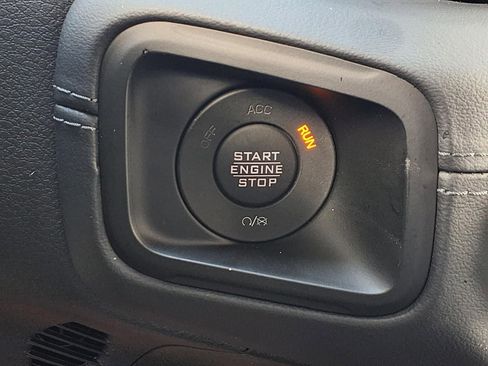 ACC
OFF
RUN
START
ENGINE
STOP